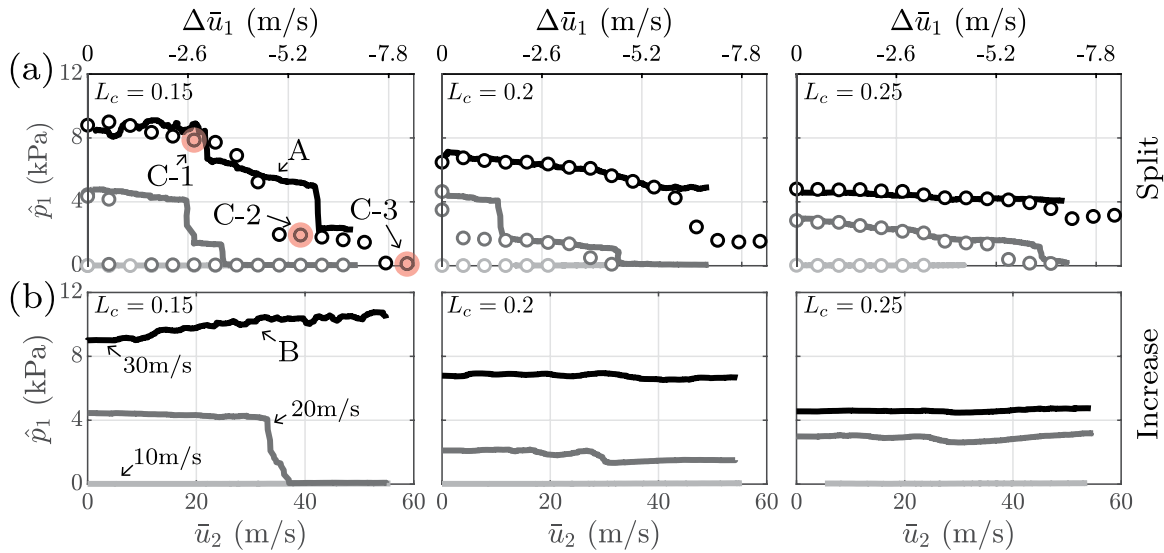 Δū₁ (m/s) Δū₁ (m/s) Δū₁ (m/s)
0 -2.6 -5.2 -7.8 0 -2.6 -5.2 -7.8 0 -2.6 -5.2 -7.8
(a)
12 L_c = 0.15 L_c = 0.2 L_c = 0.25
8
4
0
p̂₁ (kPa)
A
C-1
C-2 C-3
Split
(b)
12 L_c = 0.15 L_c = 0.2 L_c = 0.25
8
4
0
p̂₁ (kPa)
B
30m/s
20m/s
10m/s
Increase
0 20 40 60 0 20 40 60 0 20 40 60
ū₂ (m/s) ū₂ (m/s) ū₂ (m/s)